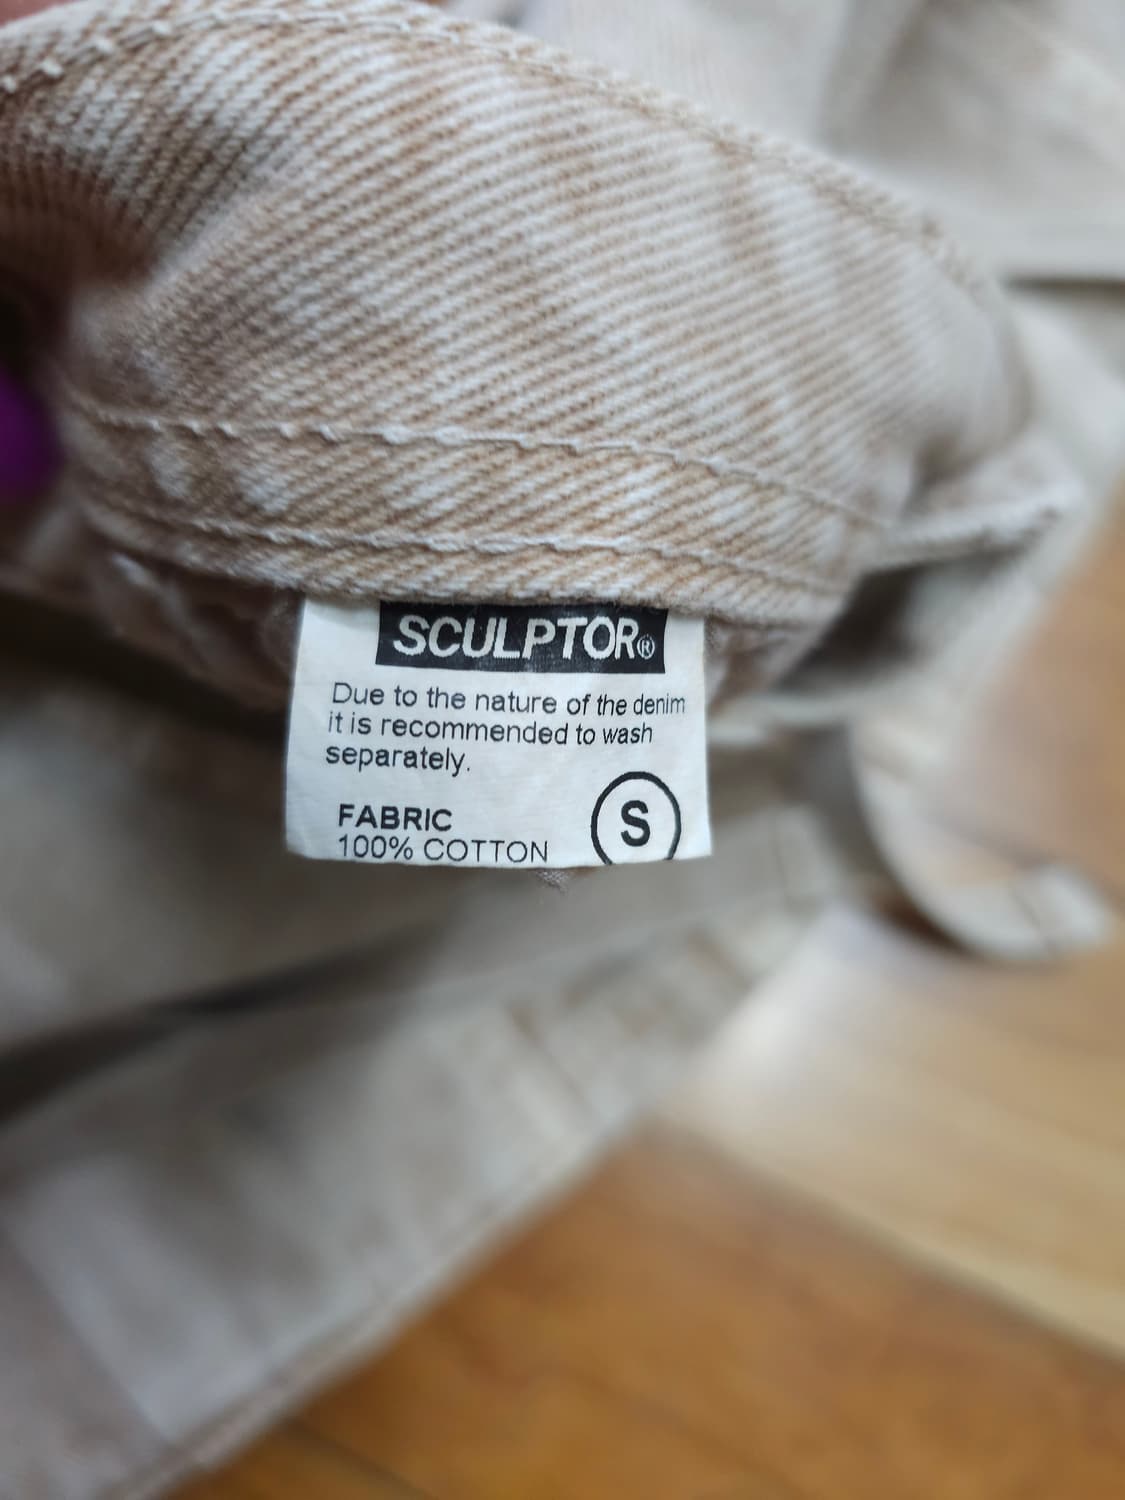 SCULPTOR®
Due to the nature of the denim
it is recommended to wash
separately.
FABRIC
100% COTTON
S